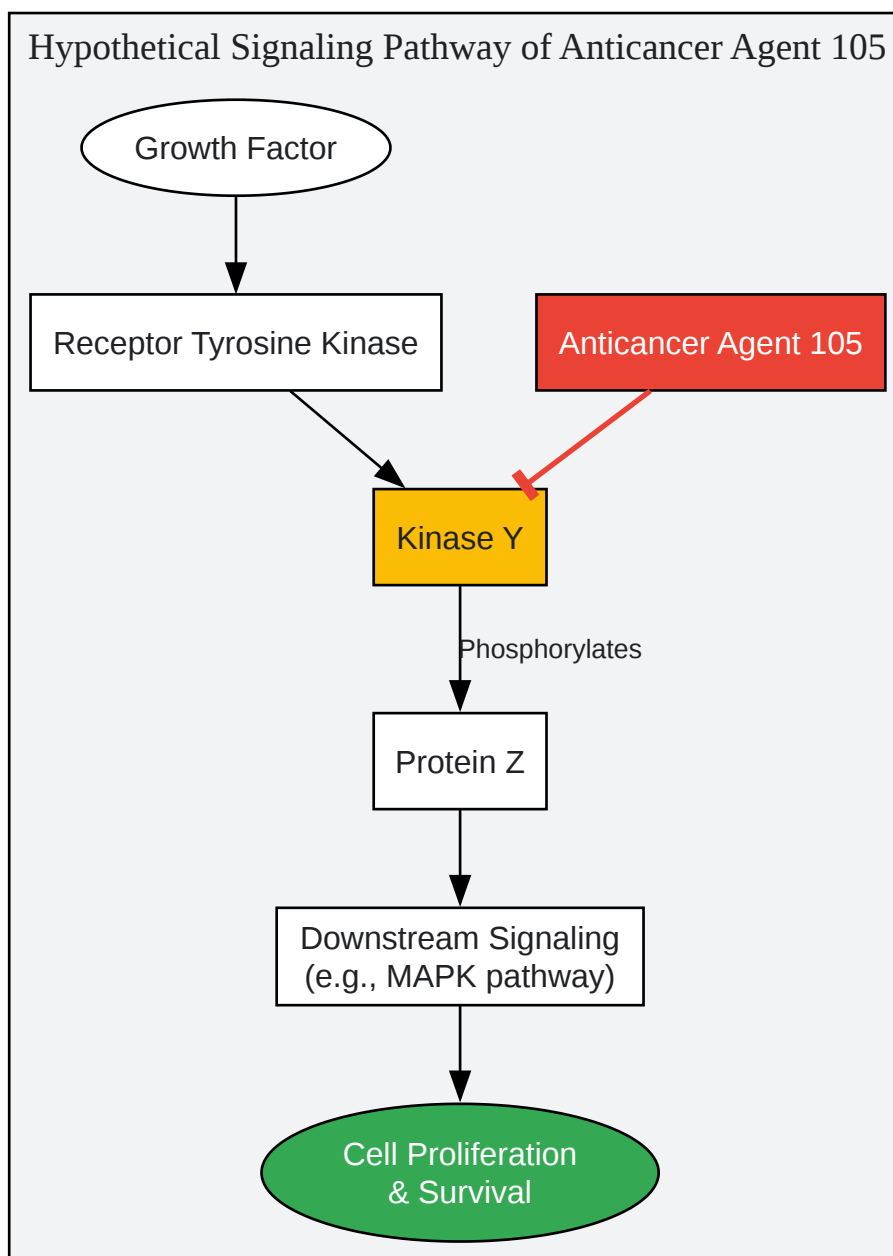 Hypothetical Signaling Pathway of Anticancer Agent 105
Growth Factor
Receptor Tyrosine Kinase
Anticancer Agent 105
Kinase Y
Phosphorylates
Protein Z
Downstream Signaling
(e.g., MAPK pathway)
Cell Proliferation
& Survival